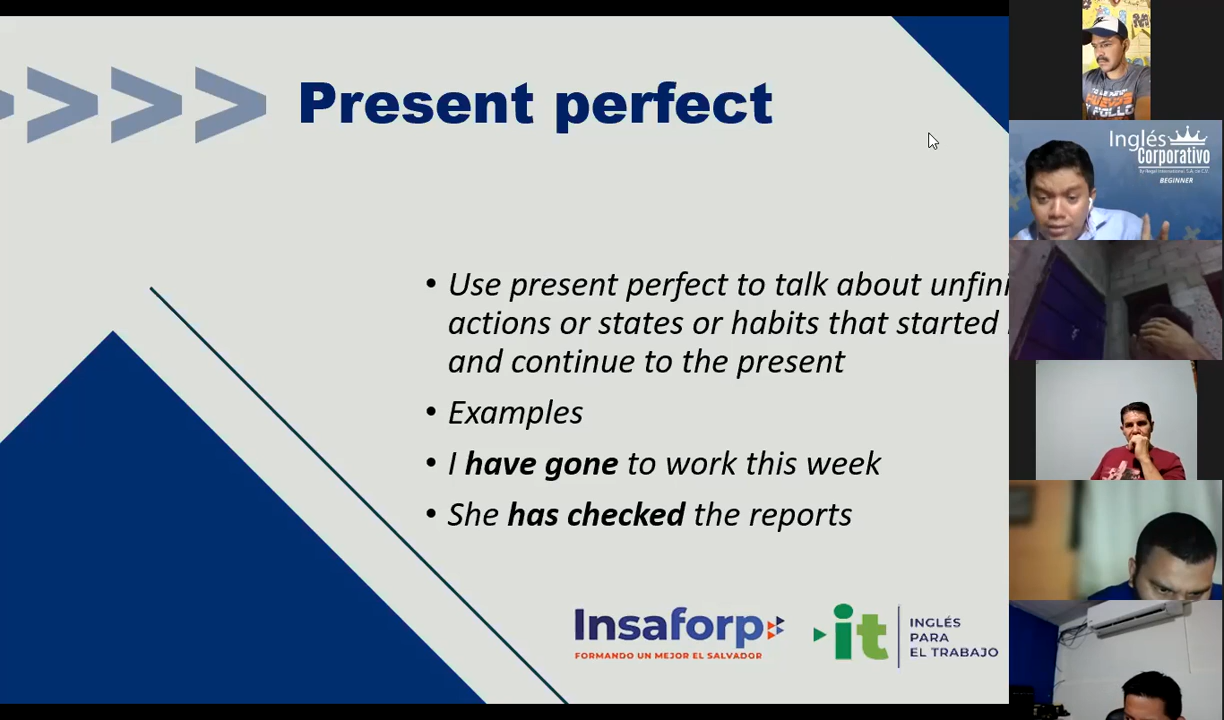 Present perfect
• Use present perfect to talk about
actions or states or habits that started
and continue to the present
• Examples
• I have gone to work this week
• She has checked the reports
Insaforp
FORMANDO UN MEJOR EL SALVADOR
it
INGLÉS
PARA
EL TRABAJO
Inglés
Corporativo
BEGINNER